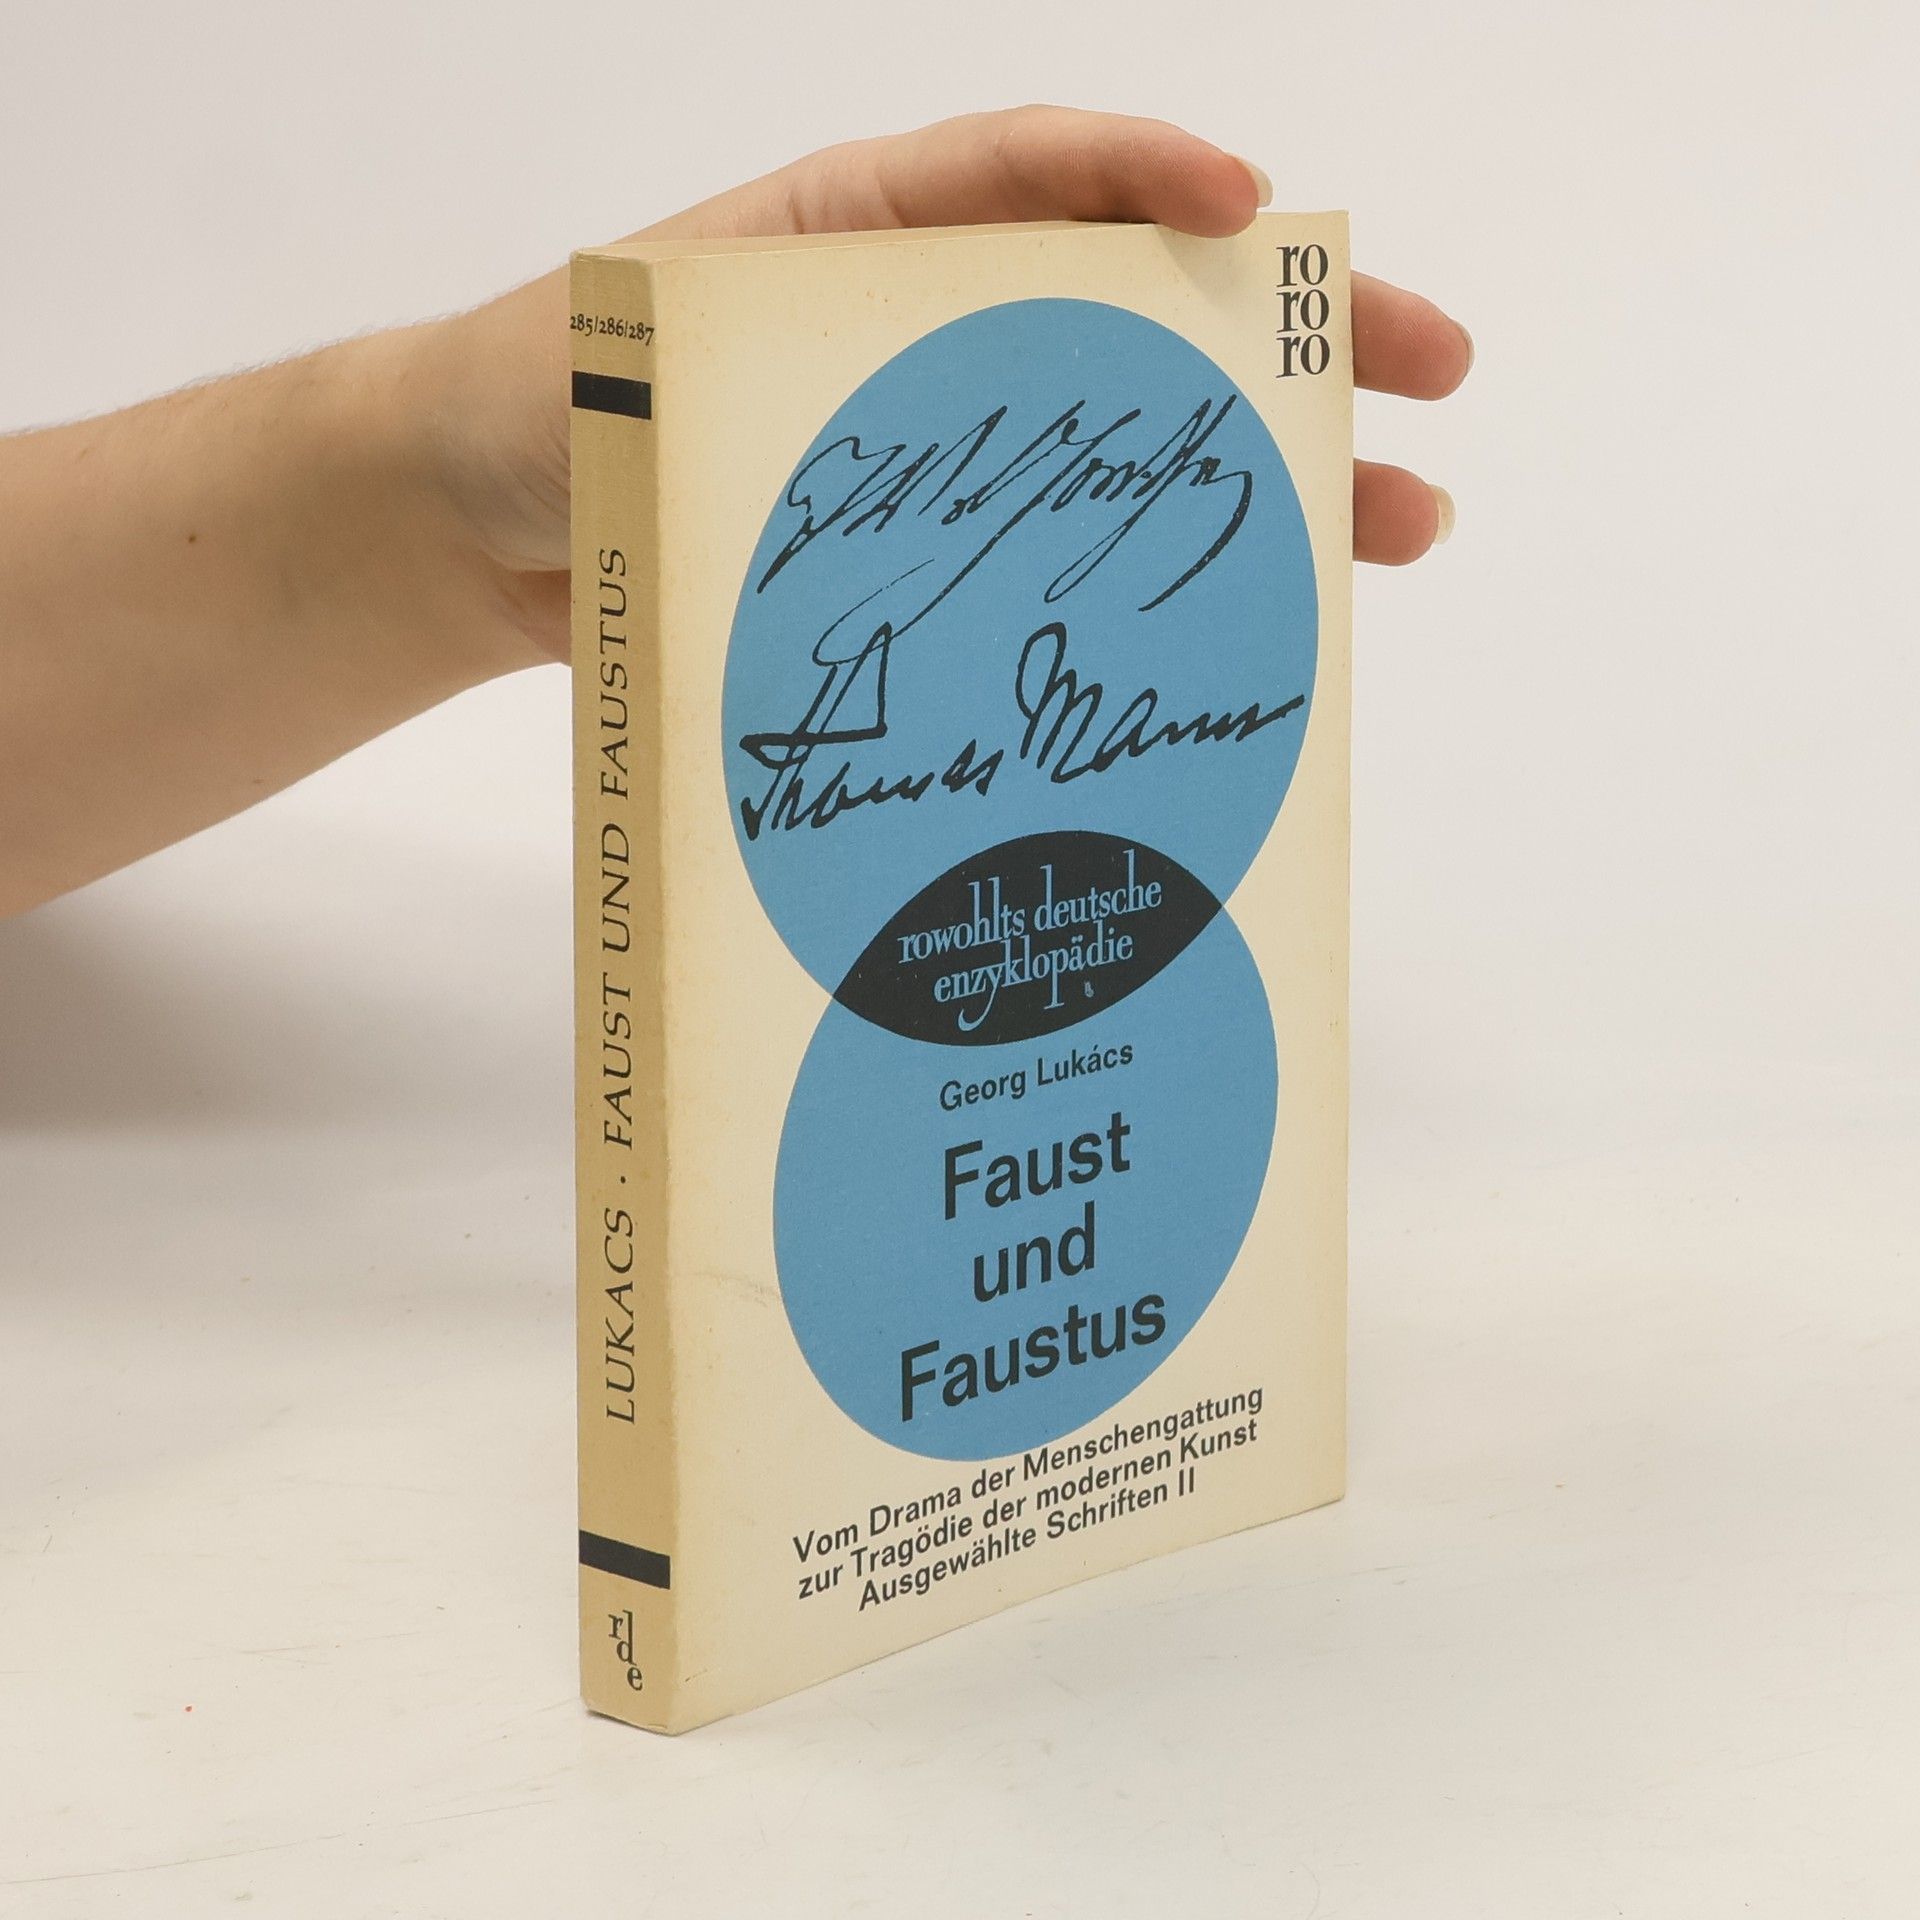 285/286/287
LUKACS · FAUST UND FAUSTUS
rde
ro
ro
ro
Thomas Mann
rowohlts deutsche
enzyklopädie
Georg Lukács
Faust
und
Faustus
Vom Drama der Menschengattung
zur Tragödie der modernen Kunst
Ausgewählte Schriften II